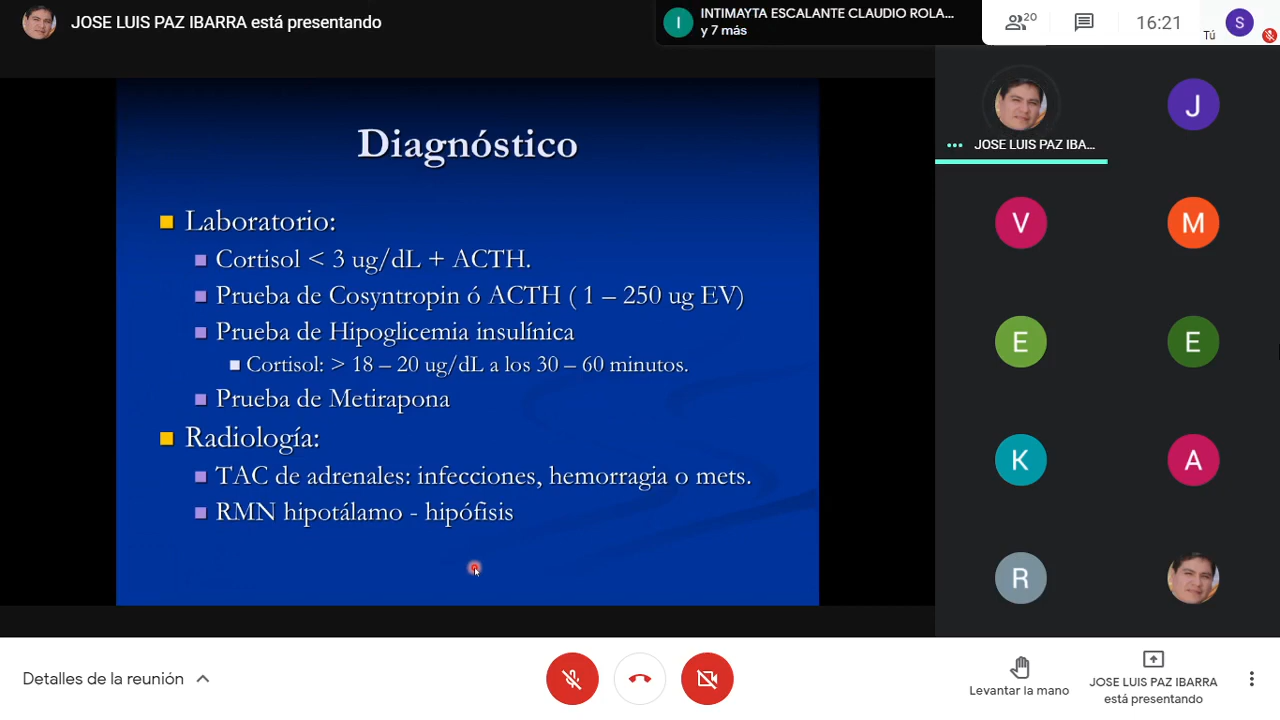 JOSE LUIS PAZ IBARRA está presentando
I
INTIMAYTA ESCALANTE CLAUDIO ROLA...
y 7 más
20
16:21
Tú
S
Diagnóstico
Laboratorio:
Cortisol < 3 ug/dL + ACTH.
Prueba de Cosyntropin ó ACTH ( 1 – 250 ug EV)
Prueba de Hipoglicemia insulínica
Cortisol: > 18 – 20 ug/dL a los 30 – 60 minutos.
Prueba de Metirapona
Radiología:
TAC de adrenales: infecciones, hemorragia o mets.
RMN hipotálamo - hipófisis
J
JOSE LUIS PAZ IBA...
V
M
E
E
K
A
R
Detalles de la reunión
Levantar la mano
JOSE LUIS PAZ IBARRA
está presentando